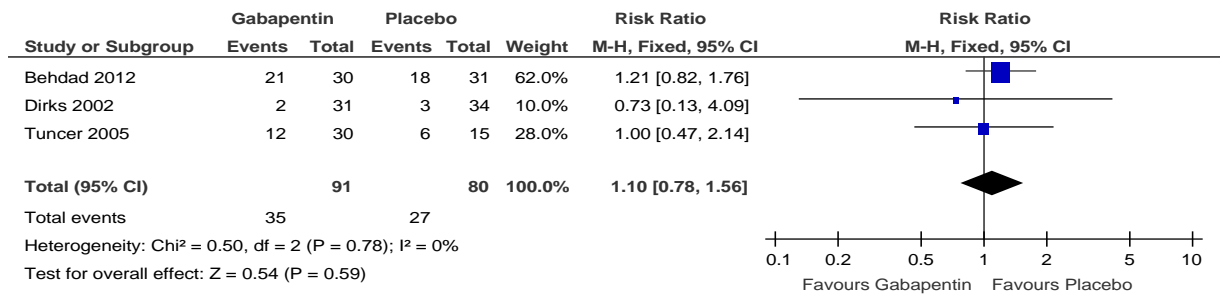 Gabapentin Placebo Risk Ratio Risk Ratio
Study or Subgroup Events Total Events Total Weight M-H, Fixed, 95% CI M-H, Fixed, 95% CI
Behdad 2012 21 30 18 31 62.0% 1.21 [0.82, 1.76]
Dirks 2002 2 31 3 34 10.0% 0.73 [0.13, 4.09]
Tuncer 2005 12 30 6 15 28.0% 1.00 [0.47, 2.14]
Total (95% CI) 91 80 100.0% 1.10 [0.78, 1.56]
Total events 35 27
Heterogeneity: Chi² = 0.50, df = 2 (P = 0.78); I² = 0%
Test for overall effect: Z = 0.54 (P = 0.59)
0.1 0.2 0.5 1 2 5 10
Favours Gabapentin Favours Placebo